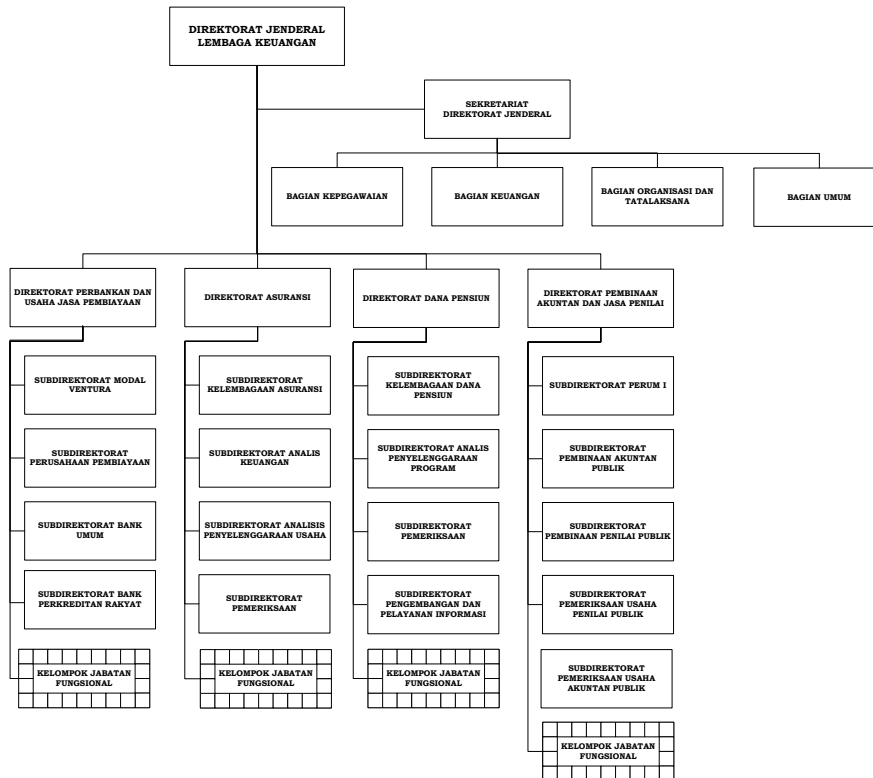 DIREKTORAT JENDERAL
LEMBAGA KEUANGAN
SEKRETARIAT
DIREKTORAT JENDERAL
BAGIAN KEPEGAWAIAN
BAGIAN KEUANGAN
BAGIAN ORGANISASI DAN
TATALAKSANA
BAGIAN UMUM
DIREKTORAT PERBANKAN DAN
USAHA JASA PEMBIAYAAN
SUBDIREKTORAT MODAL
VENTURA
SUBDIREKTORAT
PERUSAHAAN PEMBIAYAAN
SUBDIREKTORAT BANK
UMUM
SUBDIREKTORAT BANK
PERKREDITAN RAKYAT
KELOMPOK JABATAN
FUNGSIONAL
DIREKTORAT ASURANSI
SUBDIREKTORAT
KELEMBAGAAN ASURANSI
SUBDIREKTORAT ANALIS
KEUANGAN
SUBDIREKTORAT ANALISIS
PENYELENGGARAAN USAHA
SUBDIREKTORAT
PEMERIKSAAN
KELOMPOK JABATAN
FUNGSIONAL
DIREKTORAT DANA PENSIUN
SUBDIREKTORAT
KELEMBAGAAN DANA
PENSIUN
SUBDIREKTORAT ANALIS
PENYELENGGARAAN
PROGRAM
SUBDIREKTORAT
PEMERIKSAAN
SUBDIREKTORAT
PENGEMBANGAN DAN
PELAYANAN INFORMASI
KELOMPOK JABATAN
FUNGSIONAL
DIREKTORAT PEMBINAAN
AKUNTAN DAN JASA PENILAI
SUBDIREKTORAT PERUM I
SUBDIREKTORAT
PEMBINAAN AKUNTAN
PUBLIK
SUBDIREKTORAT
PEMBINAAN PENILAI PUBLIK
SUBDIREKTORAT
PEMERIKSAAN USAHA
PENILAI PUBLIK
SUBDIREKTORAT
PEMERIKSAAN USAHA
AKUNTAN PUBLIK
KELOMPOK JABATAN
FUNGSIONAL